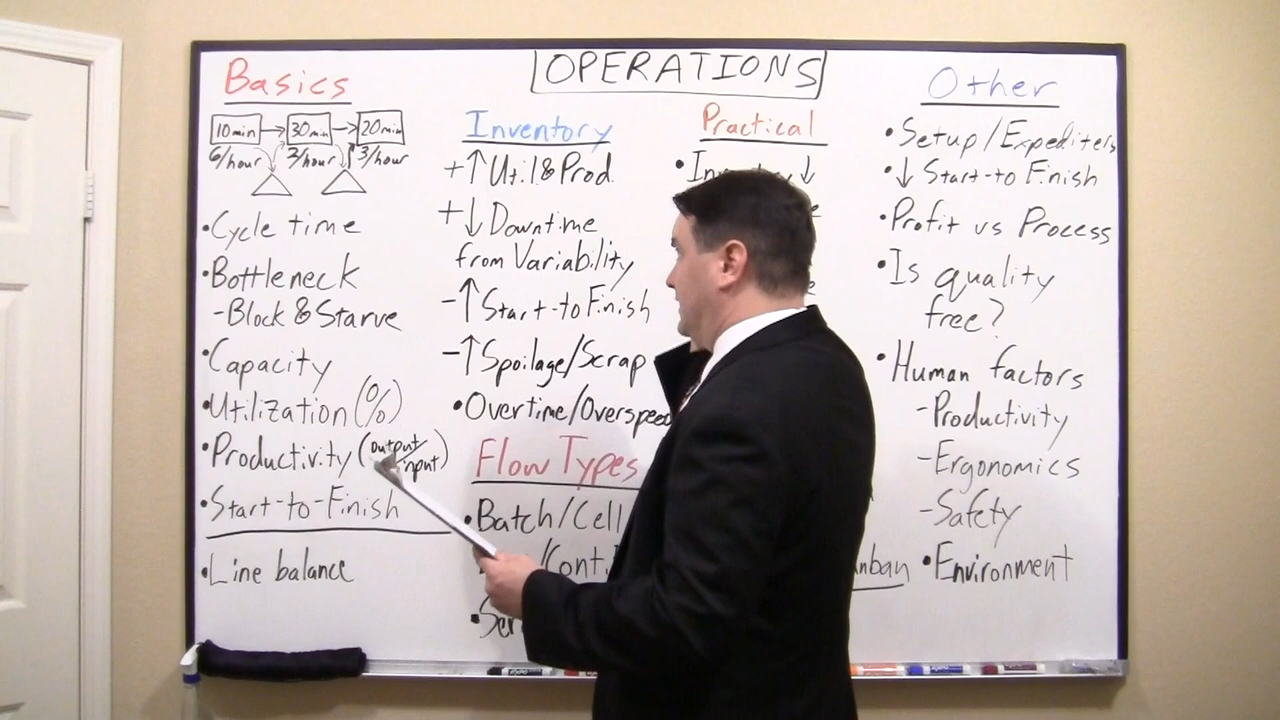 OPERATIONS
Basics
10min → 30min → 20min
6/hour 3/hour 3/hour
•Cycle time
•Bottleneck
-Block & Starve
•Capacity
•Utilization (%)
•Productivity (output/input)
•Start-to-Finish
•Line balance
Inventory
+↑Util & Prod.
+↓Downtime
from Variability
-↑Start-to Finish
-↑Spoilage/Scrap
•Overtime/Overspeed
Flow Types
•Batch/Cell
Practical
Other
•Setup/Expediters
•↓ Start-to Finish
•Profit vs Process
•Is quality
free?
•Human factors
-Productivity
-Ergonomics
-Safety
•Environment